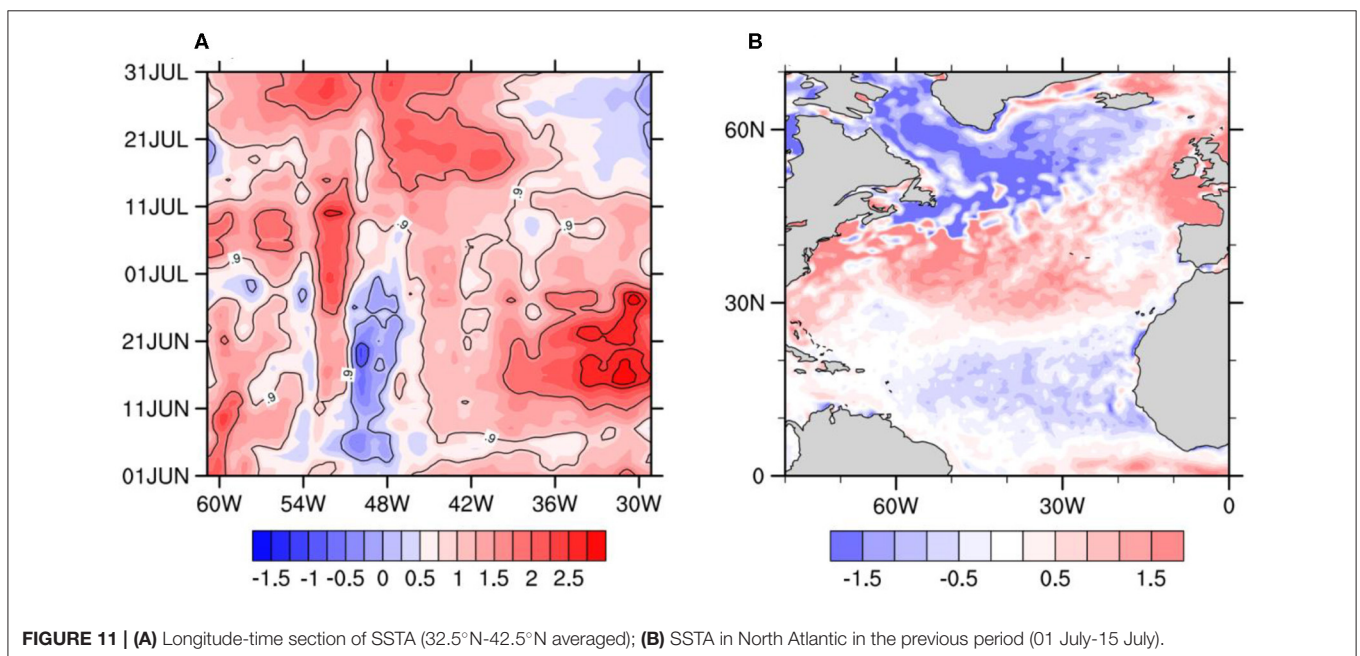 A
B
31JUL
21JUL
11JUL
01JUL
21JUN
11JUN
01JUN
60W 54W 48W 42W 36W 30W
.9
.9
.9
.9
.9
.9
.9
-1.5 -1 -0.5 0 0.5 1 1.5 2 2.5
60N
30N
0
60W 30W 0
-1.5 -0.5 0.5 1.5
FIGURE 11 | (A) Longitude-time section of SSTA (32.5°N-42.5°N averaged); (B) SSTA in North Atlantic in the previous period (01 July-15 July).